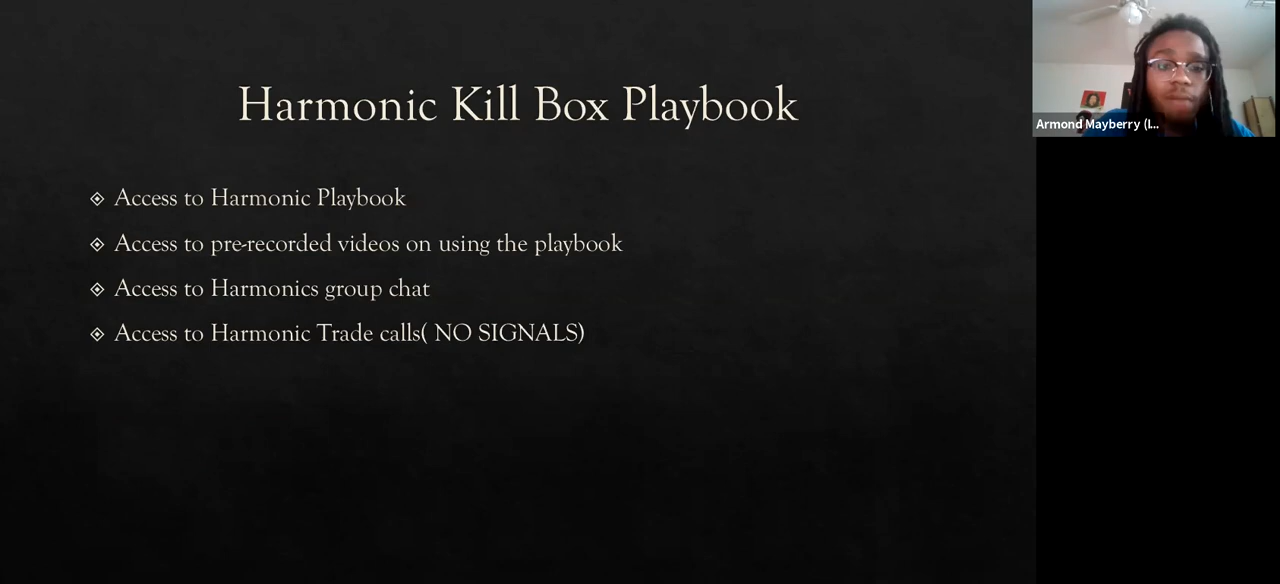 Harmonic Kill Box Playbook
Access to Harmonic Playbook
Access to pre-recorded videos on using the playbook
Access to Harmonics group chat
Access to Harmonic Trade calls( NO SIGNALS)
Armond Mayberry (I...